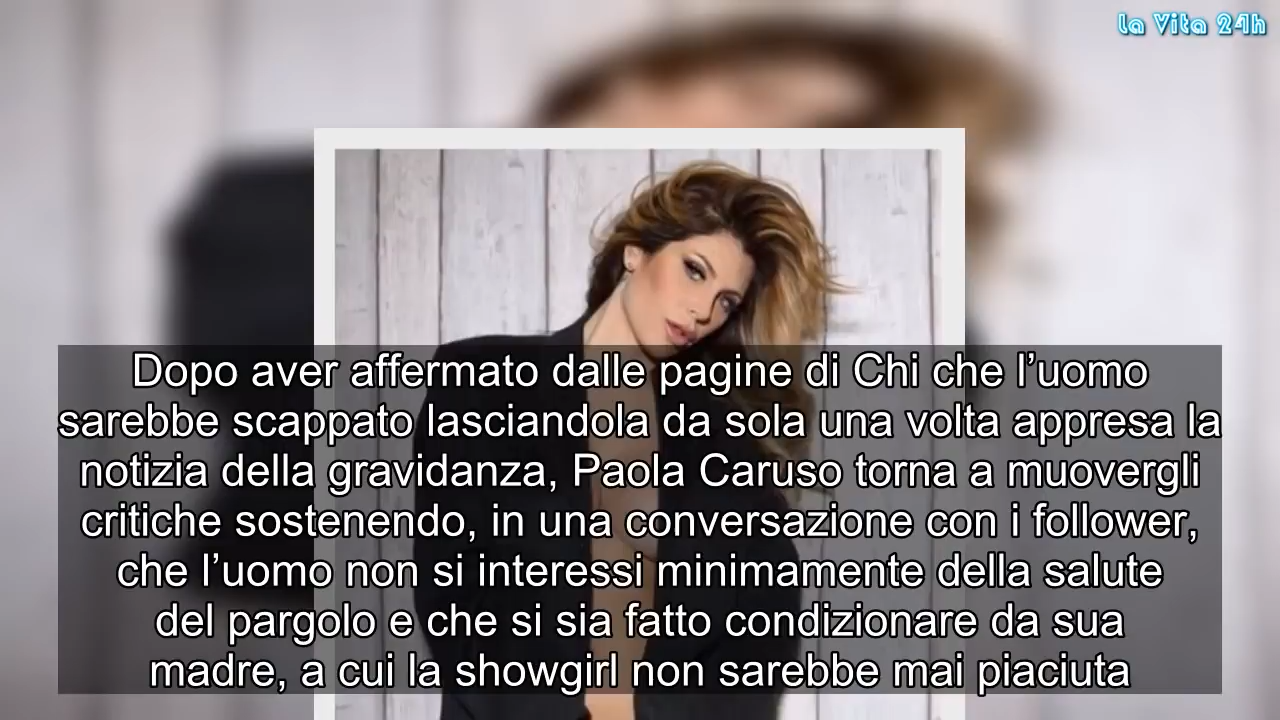 La Vita 24h
Dopo aver affermato dalle pagine di Chi che l’uomo
sarebbe scappato lasciandola da sola una volta appresa la
notizia della gravidanza, Paola Caruso torna a muovergli
critiche sostenendo, in una conversazione con i follower,
che l’uomo non si interessi minimamente della salute
del pargolo e che si sia fatto condizionare da sua
madre, a cui la showgirl non sarebbe mai piaciuta